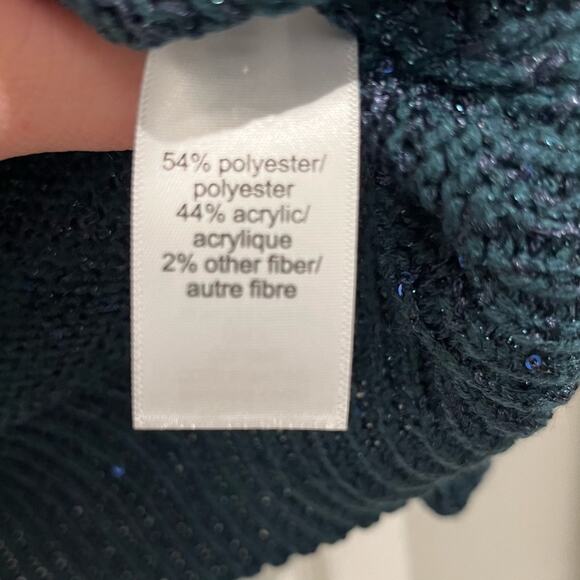 54% polyester/
polyester
44% acrylic/
acrylique
2% other fiber/
autre fibre